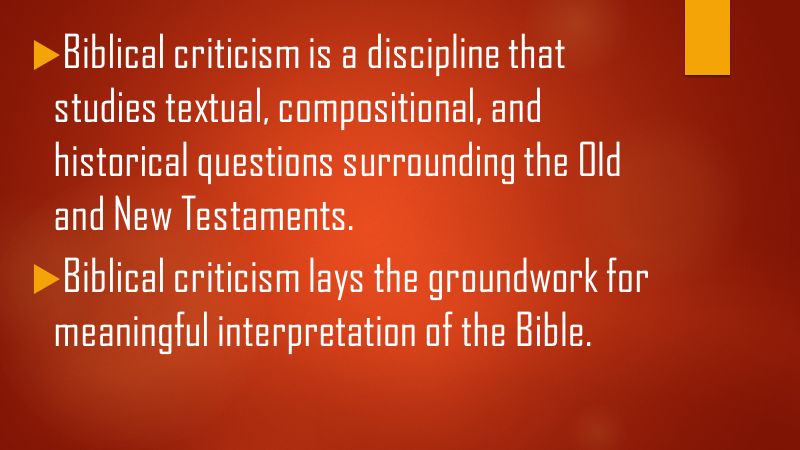 Biblical criticism is a discipline that
studies textual, compositional, and
historical questions surrounding the Old
and New Testaments.
Biblical criticism lays the groundwork for
meaningful interpretation of the Bible.